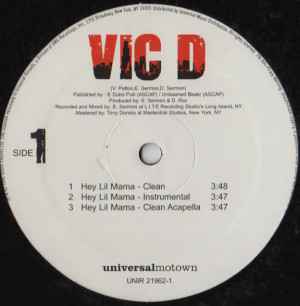 VIC D
(V. Patton,E. Sermon,D. Sermon)
Published by : E Dubs Pub (ASCAP) / Unleashed Beatz (ASCAP)
Produced by : E. Sermon & D. Roc
Recorded and Mixed by : E. Sermon at L.I.T.E Recording Studio's Long Island, NY
Mastered by: Tony Dorsey at Masterdisk Studios, New York, NY
SIDE 1
1 Hey Lil Mama - Clean 3:48
2 Hey Lil Mama - Instrumental 3:47
3 Hey Lil Mama - Clean Acapella 3:47
universalmotown
UNIR 21962-1